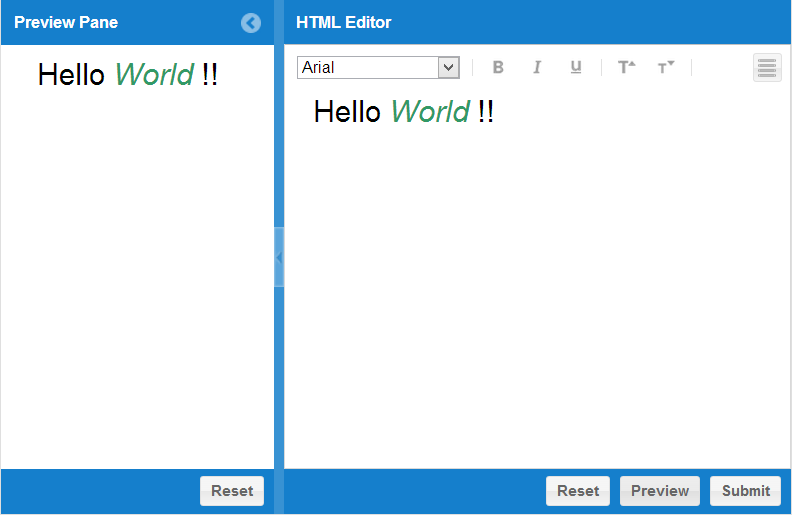 Preview Pane
Hello World !!
Reset
HTML Editor
Arial
B I U T T
Hello World !!
Reset Preview Submit